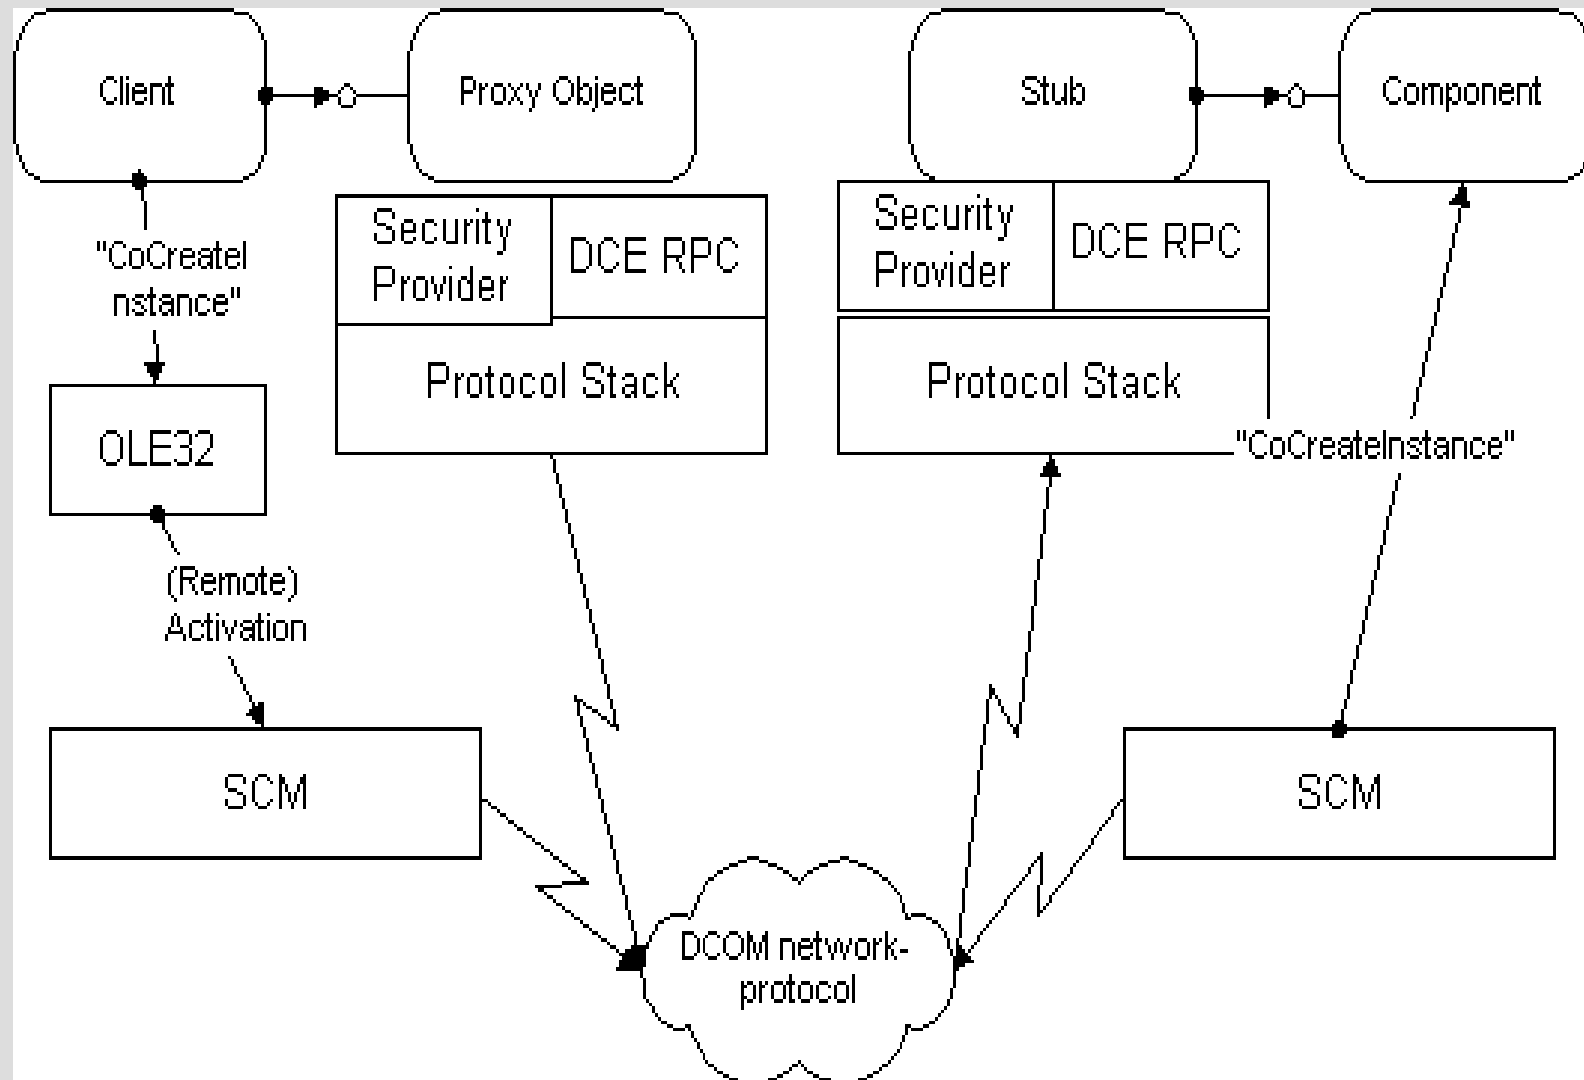 Client
Proxy Object
Stub
Component
Security
Provider
DCE RPC
Security
Provider
DCE RPC
"CoCreateI
nstance"
Protocol Stack
Protocol Stack
OLE32
"CoCreateInstance"
(Remote)
Activation
SCM
SCM
DCOM network-
protocol